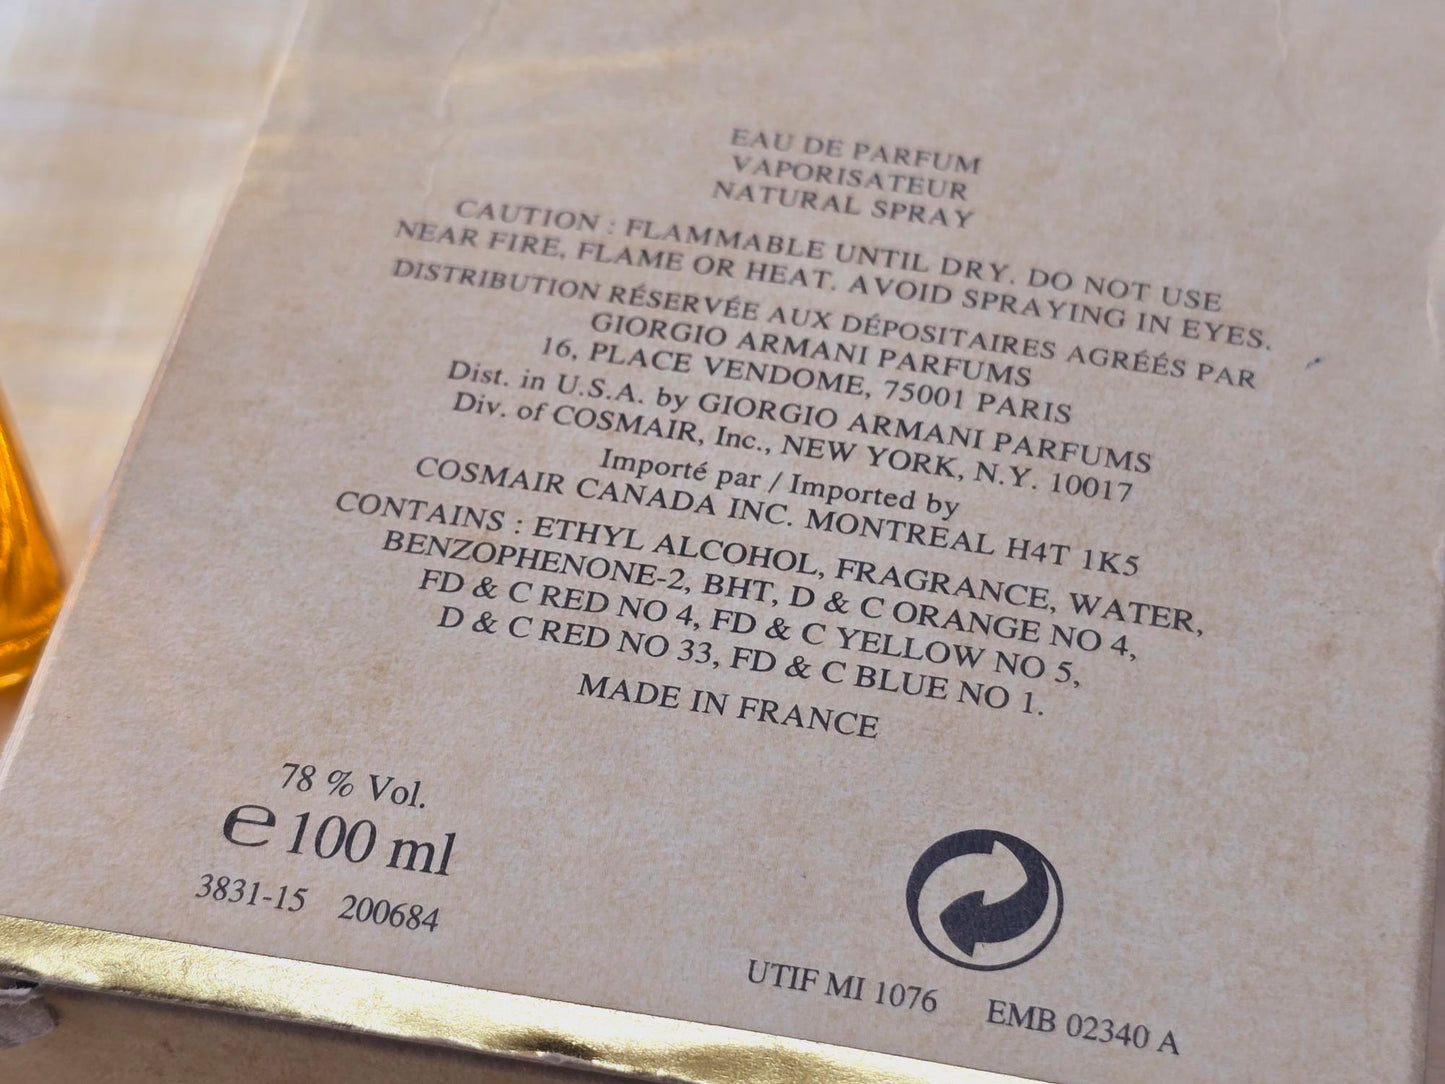 EAU DE PARFUM
VAPORISATEUR
NATURAL SPRAY
CAUTION : FLAMMABLE UNTIL DRY. DO NOT USE
NEAR FIRE, FLAME OR HEAT. AVOID SPRAYING IN EYES.
DISTRIBUTION RÉSERVÉE AUX DÉPOSITAIRES AGRÉÉS PAR
GIORGIO ARMANI PARFUMS
16, PLACE VENDOME, 75001 PARIS
Dist. in U.S.A. by GIORGIO ARMANI PARFUMS
Div. of COSMAIR, Inc., NEW YORK, N.Y. 10017
Importé par / Imported by
COSMAIR CANADA INC. MONTREAL H4T 1K5
CONTAINS : ETHYL ALCOHOL, FRAGRANCE, WATER,
BENZOPHENONE-2, BHT, D & C ORANGE NO 4,
FD & C RED NO 4, FD & C YELLOW NO 5,
D & C RED NO 33, FD & C BLUE NO 1.
MADE IN FRANCE
78 % Vol.
℮ 100 ml
3831-15 200684
UTIF MI 1076 EMB 02340 A